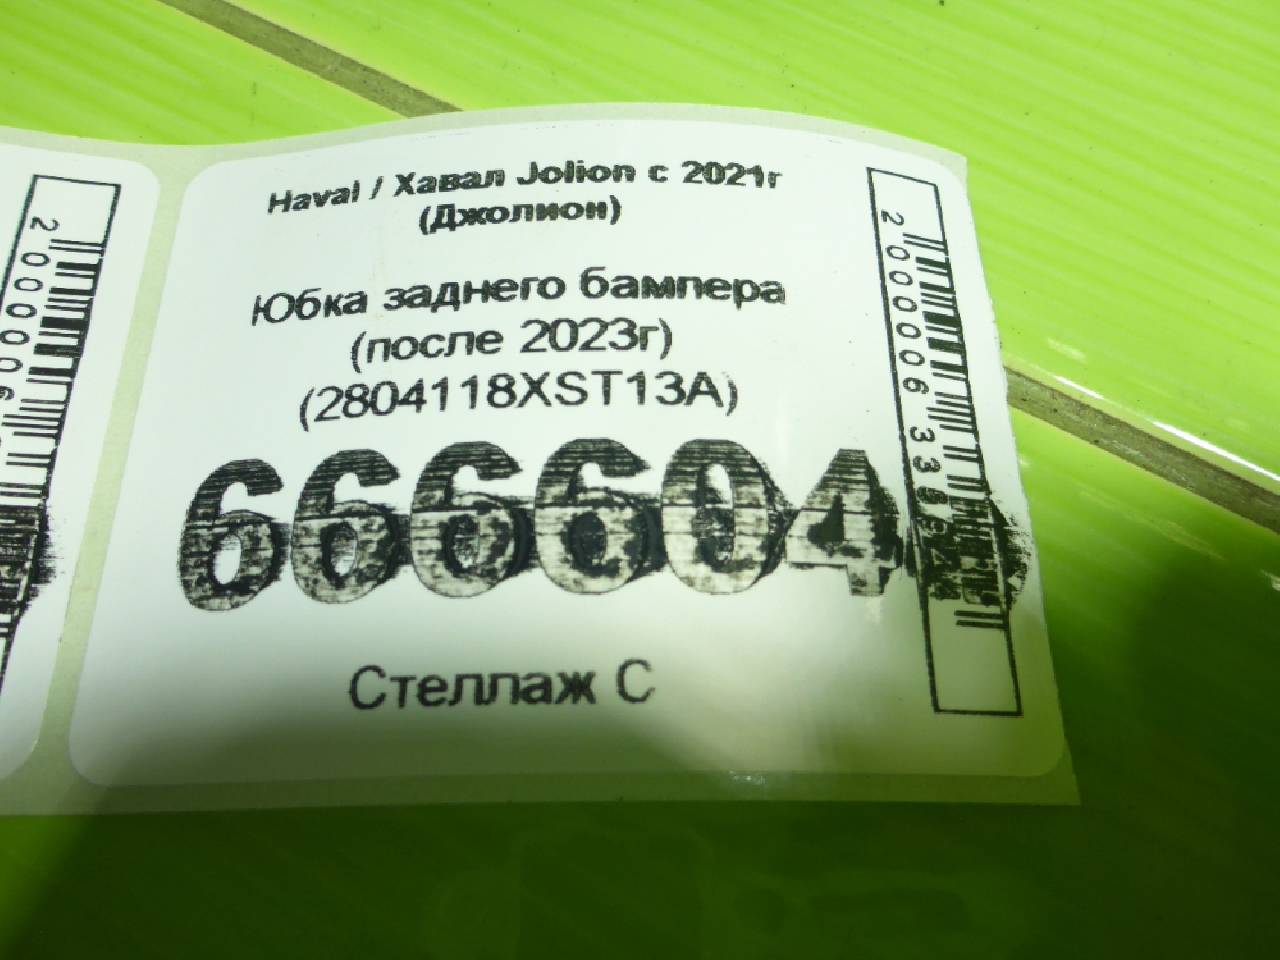 Haval / Хавал Jolion с 2021г
(Джолион)
Юбка заднего бампера
(после 2023г)
(2804118XST13A)
666604
Стеллаж С